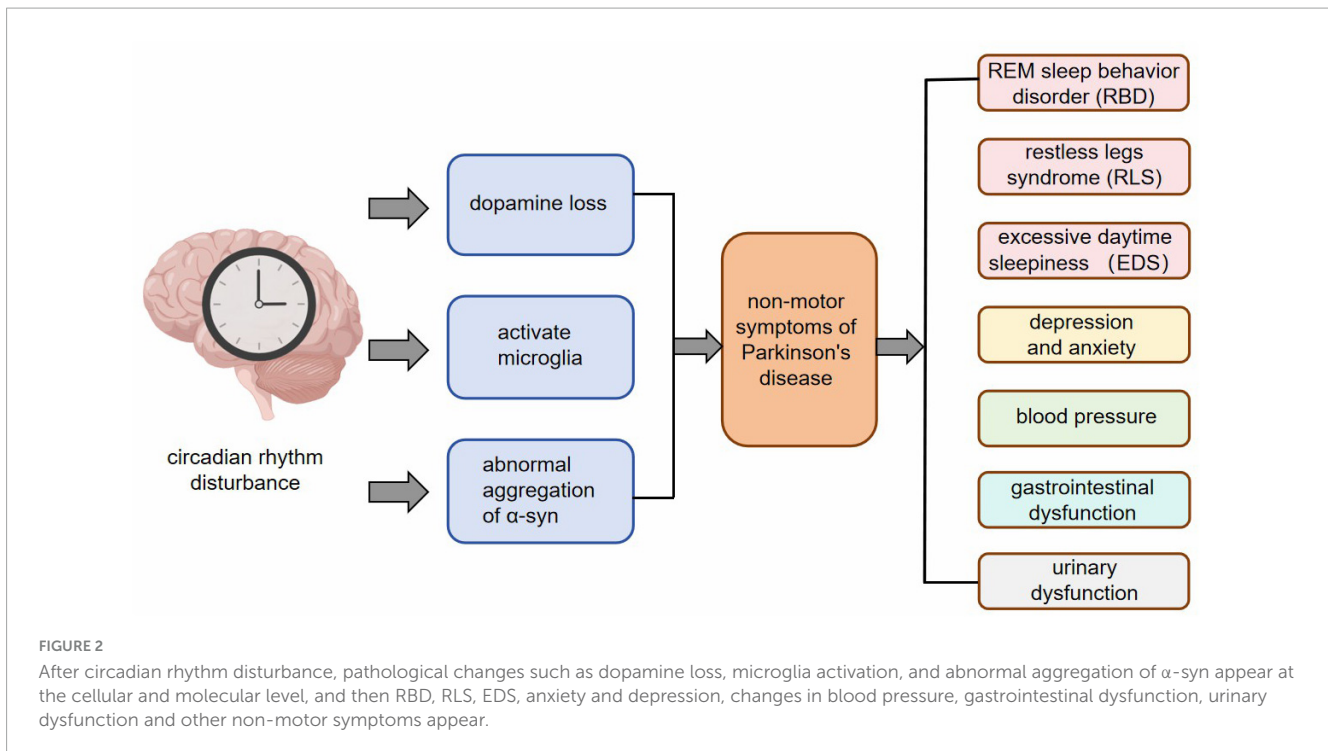 circadian rhythm
disturbance
dopamine loss
activate
microglia
abnormal
aggregation
of α-syn
non-motor
symptoms of
Parkinson's
disease
REM sleep behavior
disorder (RBD)
restless legs
syndrome (RLS)
excessive daytime
sleepiness （EDS）
depression
and anxiety
blood pressure
gastrointestinal
dysfunction
urinary
dysfunction
FIGURE 2
After circadian rhythm disturbance, pathological changes such as dopamine loss, microglia activation, and abnormal aggregation of α-syn appear at
the cellular and molecular level, and then RBD, RLS, EDS, anxiety and depression, changes in blood pressure, gastrointestinal dysfunction, urinary
dysfunction and other non-motor symptoms appear.